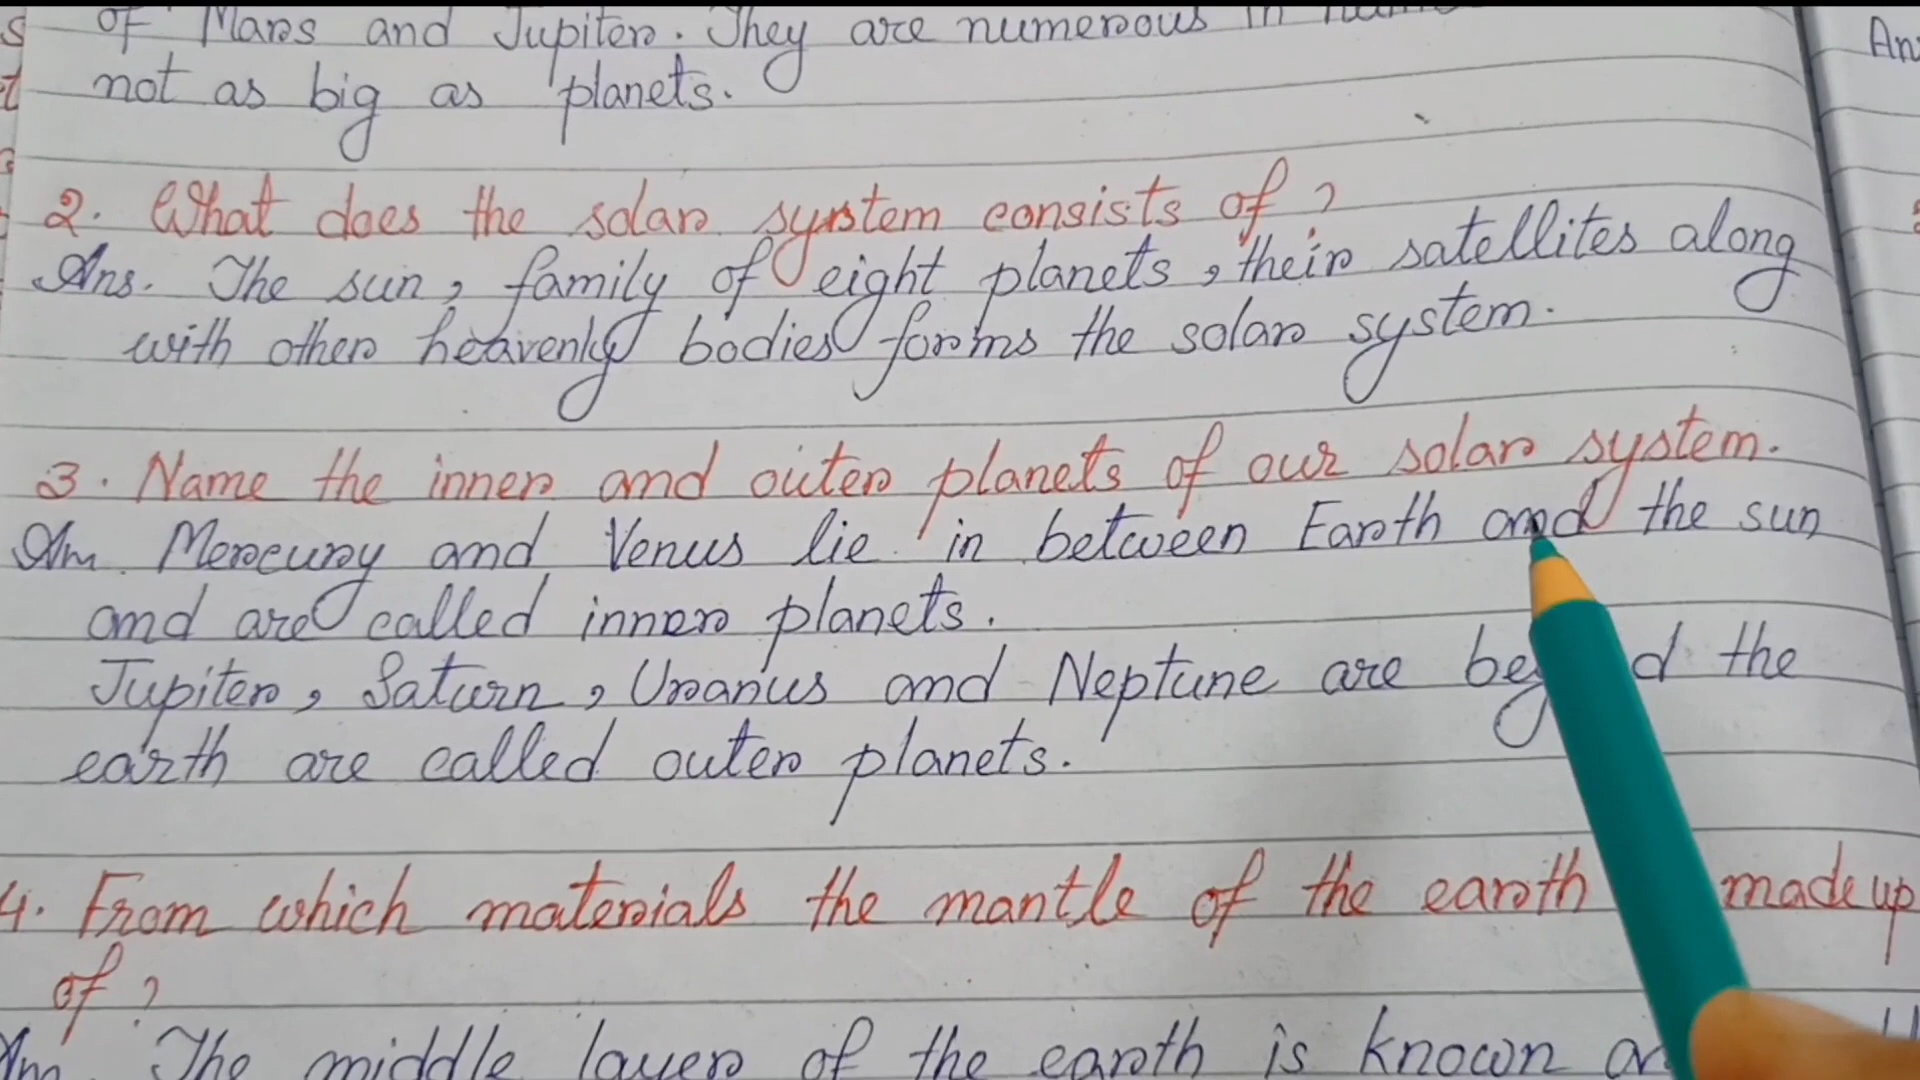 of Mars and Jupiter. They are numerous in
not as big as planets.
An
2. What does the solar system consists of ?
Ans. The sun, family of eight planets, their satellites along
with other heavenly bodies forms the solar system.
3. Name the inner and outer planets of our solar system.
Mercury and Venus lie in between Earth and the sun
and are called inner planets.
Jupiter, Saturn, Uranus and Neptune are the
earth are called outer planets.
4. From which materials the mantle of the earth made up
of ?
The middle layer of the earth is known